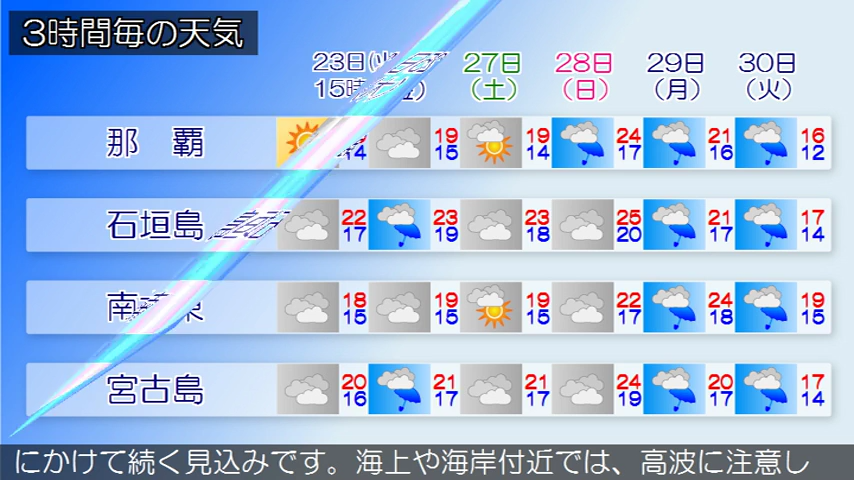 3時間毎の天気
27日 28日 29日 30日
15時 (土) (日) (月) (火)
那覇 14 19 15 19 14 24 17 21 16 16 12
石垣島 22 17 23 19 23 18 25 20 21 17 17 14
南 18 15 19 15 19 15 22 17 24 18 19 15
宮古島 20 16 21 17 21 17 24 19 20 17 17 14
にかけて続く見込みです。海上や海岸付近では、高波に注意し